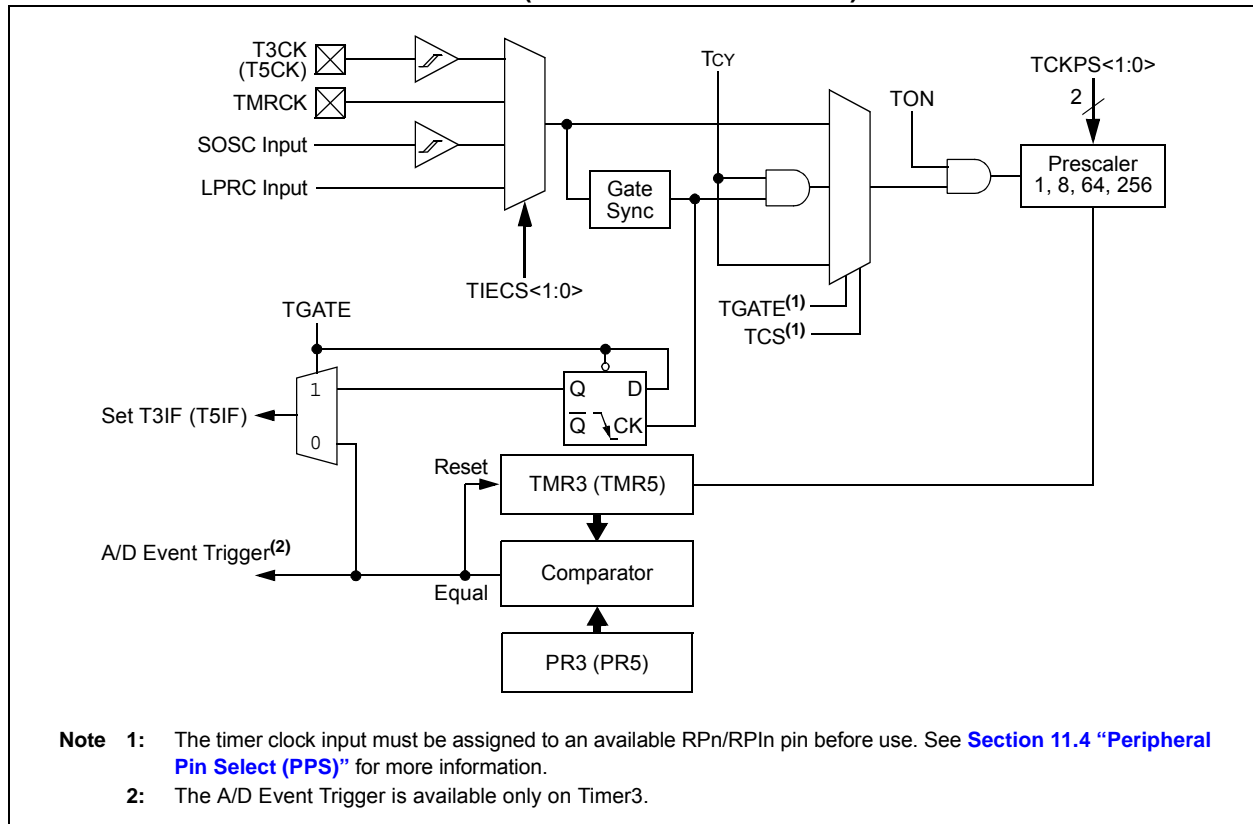 T3CK
(T5CK)
TMRCK
SOSC Input
LPRC Input
TIECS<1:0>
Gate
Sync
TCY
TGATE(1)
TCS(1)
TON
TCKPS<1:0>
2
Prescaler
1, 8, 64, 256
TGATE
1
0
Set T3IF (T5IF)
Q
D
Q
CK
Reset
TMR3 (TMR5)
A/D Event Trigger(2)
Equal
Comparator
PR3 (PR5)
Note 1: The timer clock input must be assigned to an available RPn/RPIn pin before use. See Section 11.4 “Peripheral
Pin Select (PPS)” for more information.
2: The A/D Event Trigger is available only on Timer3.